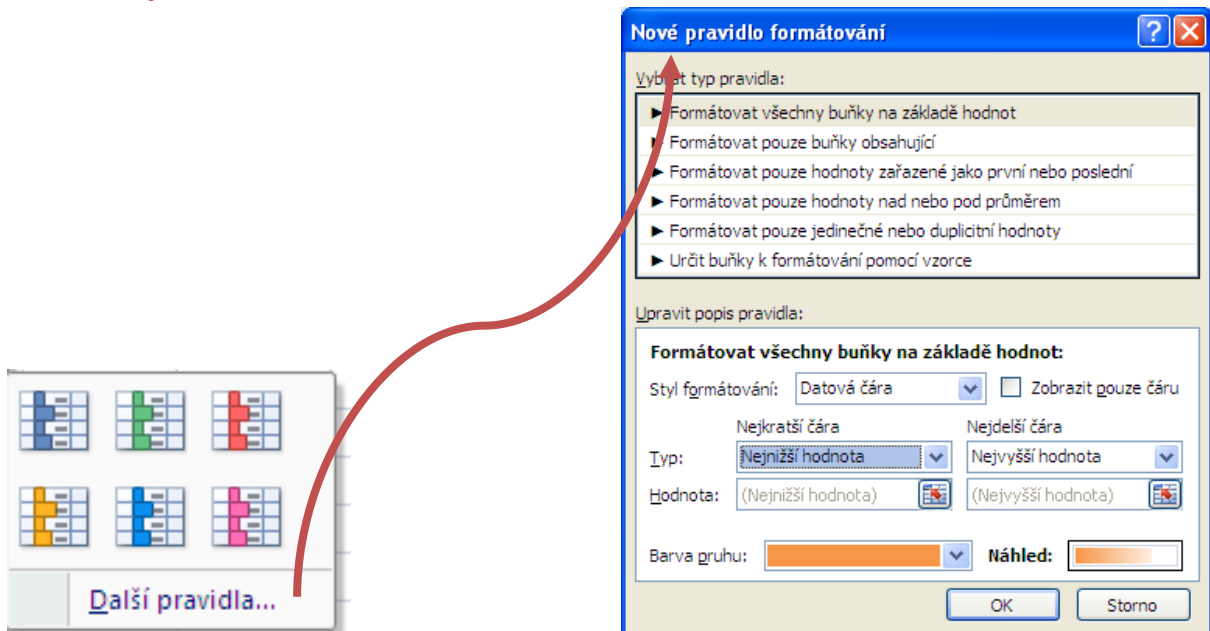 Nové pravidlo formátování
Vybrat typ pravidla:
► Formátovat všechny buňky na základě hodnot
► Formátovat pouze buňky obsahující
► Formátovat pouze hodnoty zařazené jako první nebo poslední
► Formátovat pouze hodnoty nad nebo pod průměrem
► Formátovat pouze jedinečné nebo duplicitní hodnoty
► Určit buňky k formátování pomocí vzorce
Upravit popis pravidla:
Formátovat všechny buňky na základě hodnot:
Styl formátování: Datová čára Zobrazit pouze čáru
Nejkratší čára Nejdelší čára
Typ: Nejnižší hodnota Nejvyšší hodnota
Hodnota: (Nejnižší hodnota) (Nejvyšší hodnota)
Barva pruhu: Náhled:
OK Storno
Další pravidla...